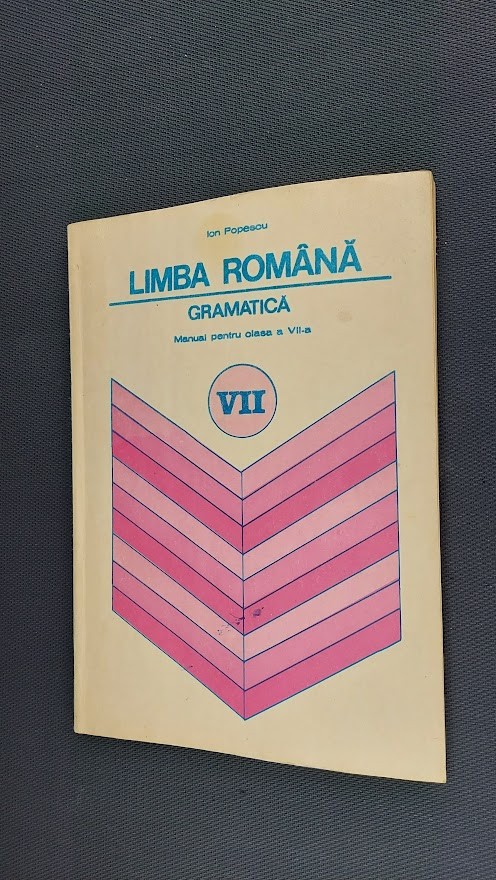 Ion Popescu
LIMBA ROMÂNĂ
GRAMATICĂ
Manual pentru clasa a VII-a
VII